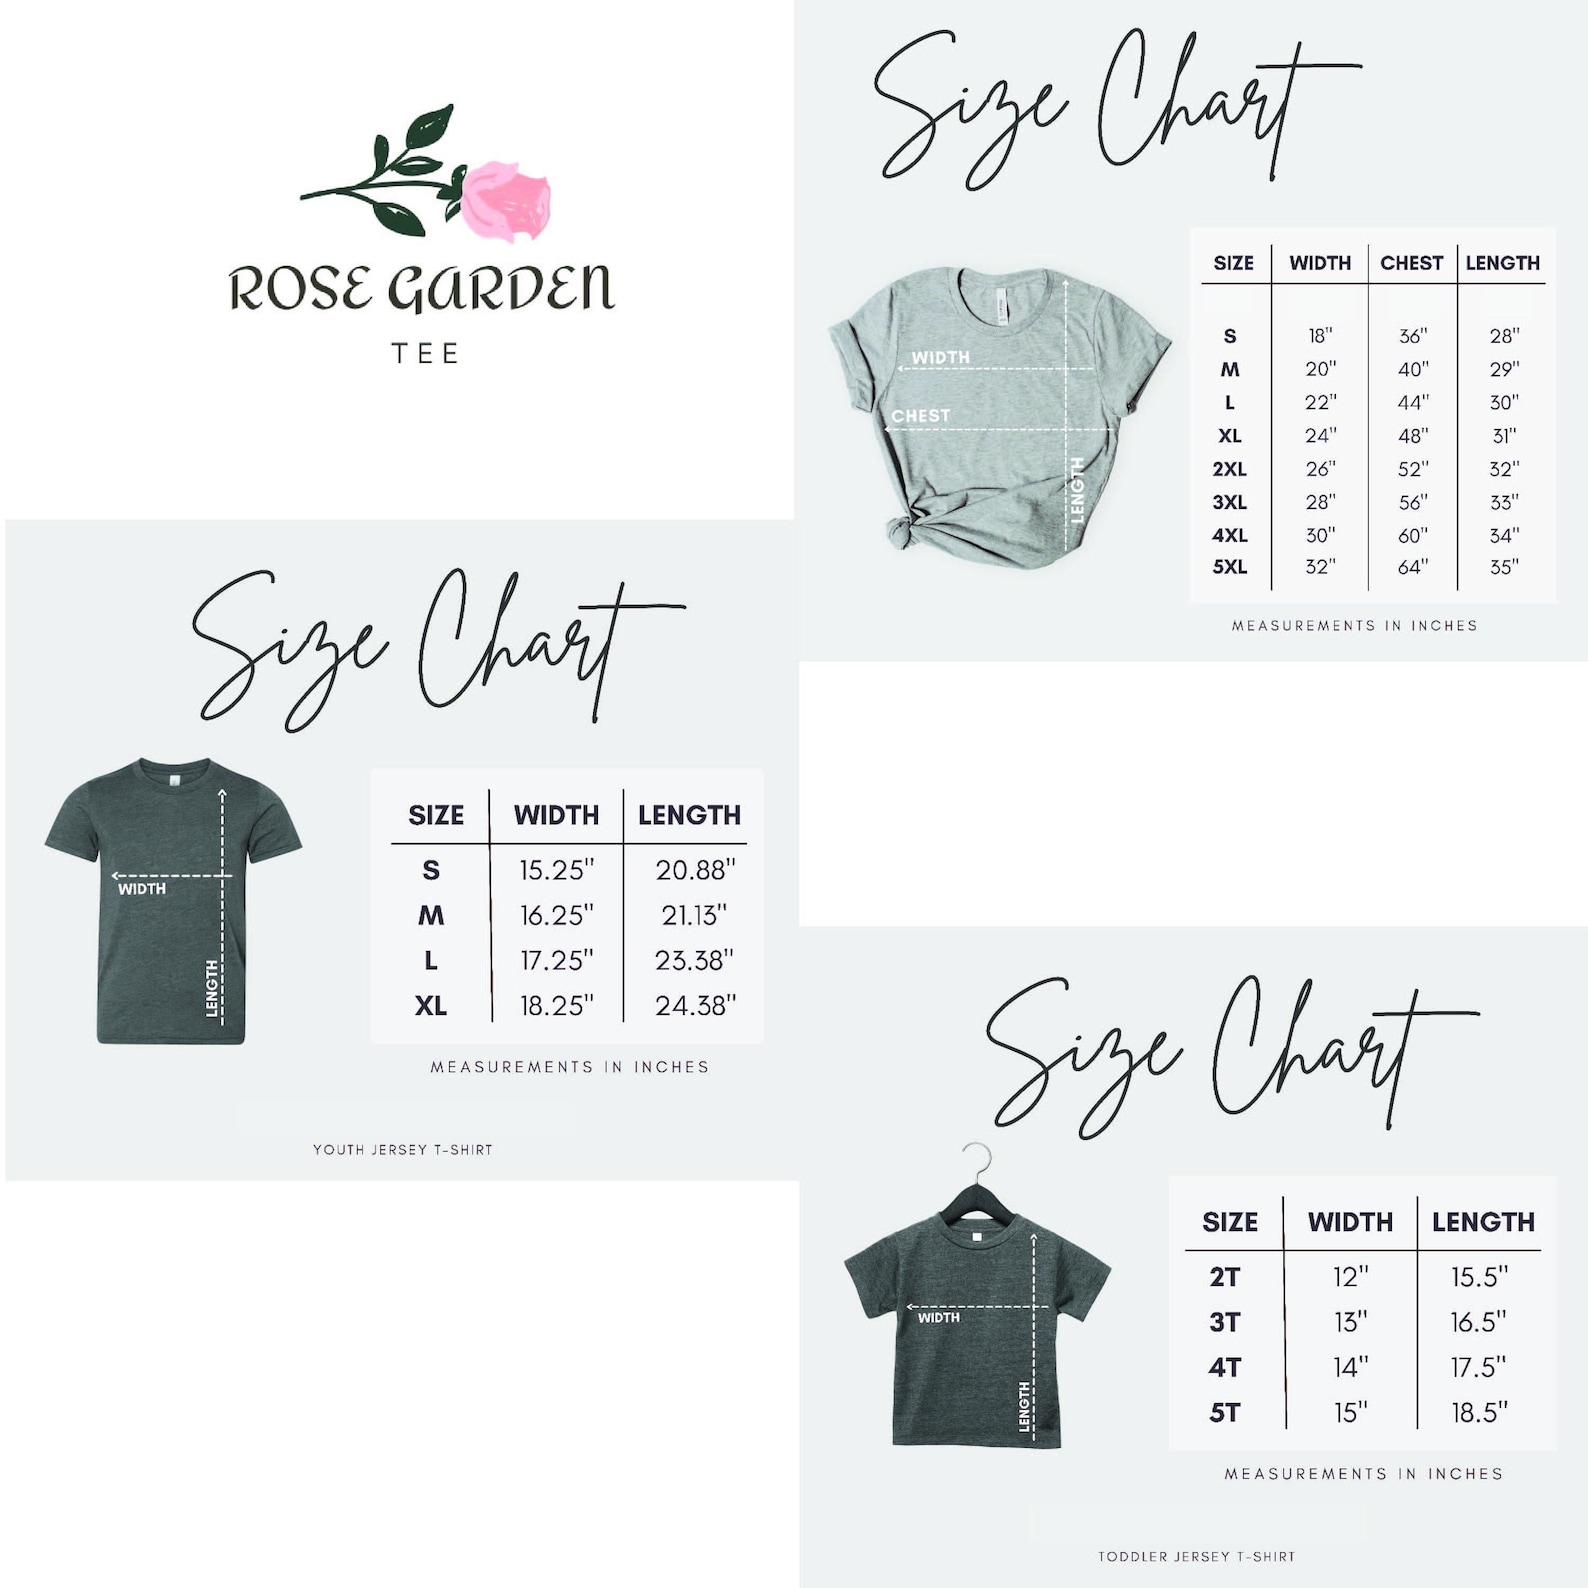 ROSE GARDEN
TEE
Size Chart
WIDTH
CHEST
LENGTH
SIZE WIDTH CHEST LENGTH
S 18" 36" 28"
M 20" 40" 29"
L 22" 44" 30"
XL 24" 48" 31"
2XL 26" 52" 32"
3XL 28" 56" 33"
4XL 30" 60" 34"
5XL 32" 64" 35"
MEASUREMENTS IN INCHES
Size Chart
WIDTH
LENGTH
SIZE WIDTH LENGTH
S 15.25" 20.88"
M 16.25" 21.13"
L 17.25" 23.38"
XL 18.25" 24.38"
MEASUREMENTS IN INCHES
YOUTH JERSEY T-SHIRT
Size Chart
WIDTH
LENGTH
SIZE WIDTH LENGTH
2T 12" 15.5"
3T 13" 16.5"
4T 14" 17.5"
5T 15" 18.5"
MEASUREMENTS IN INCHES
TODDLER JERSEY T-SHIRT